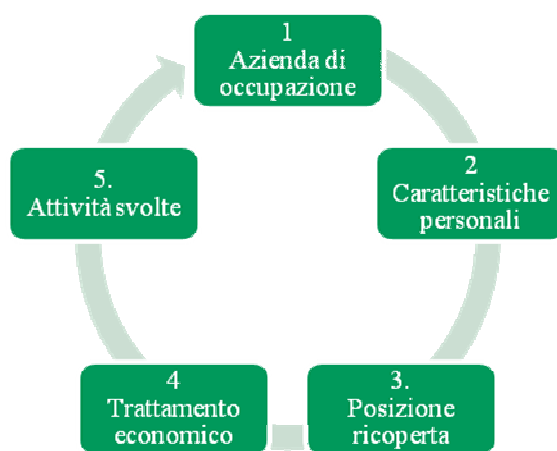 1
Azienda di
occupazione
2
Caratteristiche
personali
3.
Posizione
ricoperta
4
Trattamento
economico
5.
Attività svolte